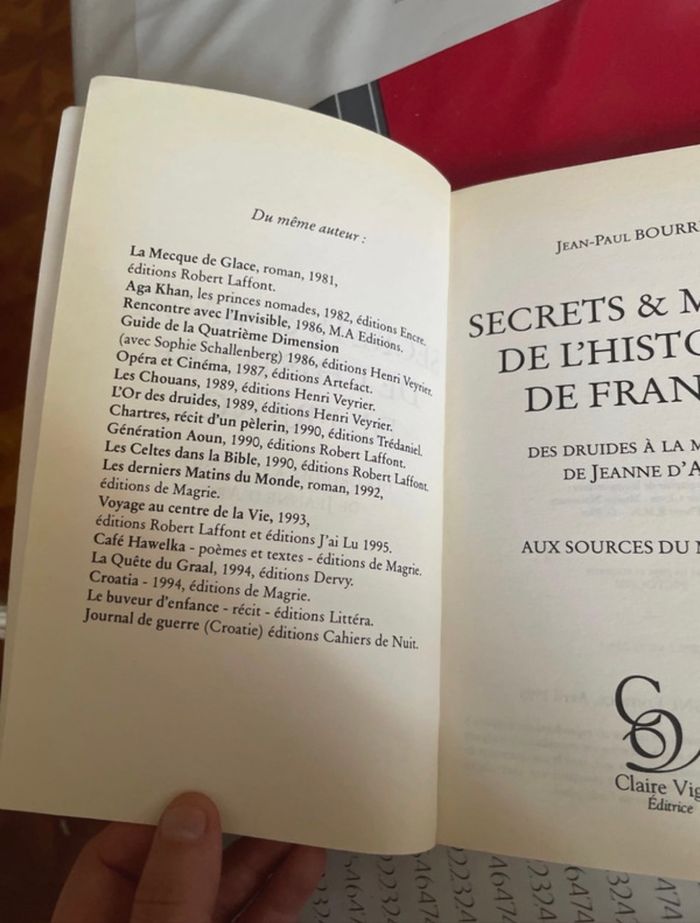 Du même auteur :
La Mecque de Glace, roman, 1981,
éditions Robert Laffont.
Aga Khan, les princes nomades, 1982, éditions Encre.
Rencontre avec l'Invisible, 1986, M.A Editions.
Guide de la Quatrième Dimension
(avec Sophie Schallenberg) 1986, éditions Henri Veyrier.
Opéra et Cinéma, 1987, éditions Artefact.
Les Chouans, 1989, éditions Henri Veyrier.
L'Or des druides, 1989, éditions Henri Veyrier.
Chartres, récit d'un pèlerin, 1990, éditions Trédaniel.
Génération Aoun, 1990, éditions Robert Laffont.
Les Celtes dans la Bible, 1990, éditions Robert Laffont.
Les derniers Matins du Monde, roman, 1992,
éditions de Magrie.
Voyage au centre de la Vie, 1993,
éditions Robert Laffont et éditions J'ai Lu 1995.
Café Hawelka - poèmes et textes - éditions de Magrie.
La Quête du Graal, 1994, éditions Dervy.
Croatia - 1994, éditions de Magrie.
Le buveur d'enfance - récit - éditions Littéra.
Journal de guerre (Croatie) éditions Cahiers de Nuit.
JEAN-PAUL BOURR
SECRETS & M
DE L'HISTO
DE FRAN
DES DRUIDES À LA M
DE JEANNE D'A
AUX SOURCES DU
Claire Vig
Éditrice